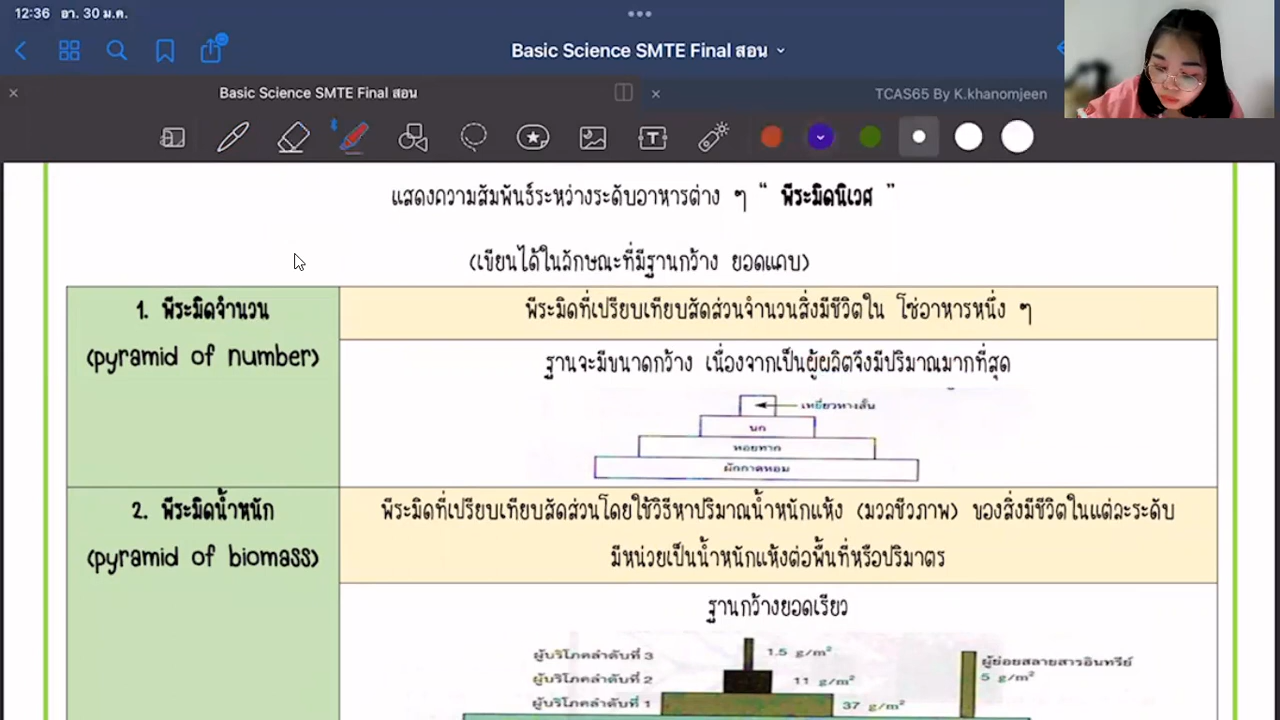 12:36 อา. 30 ม.ค.
Basic Science SMTE Final สอน
Basic Science SMTE Final สอน
TCAS65 By K.khanomjeen
แสดงความสัมพันธ์ระหว่างระดับอาหารต่าง ๆ “ พีระมิดนิเวศ ”
(เขียนได้ในลักษณะที่มีฐานกว้าง ยอดแคบ)
1. พีระมิดจำนวน
(pyramid of number)
พีระมิดที่เปรียบเทียบสัดส่วนจำนวนสิ่งมีชีวิตใน โซ่อาหารหนึ่ง ๆ
ฐานจะมีขนาดกว้าง เนื่องจากเป็นผู้ผลิตจึงมีปริมาณมากที่สุด
เหยี่ยวหางสั้น
นก
หอยทาก
ผักกาดหอม
2. พีระมิดน้ำหนัก
(pyramid of biomass)
พีระมิดที่เปรียบเทียบสัดส่วนโดยใช้วิธีหาปริมาณน้ำหนักแห้ง (มวลชีวภาพ) ของสิ่งมีชีวิตในแต่ละระดับ
มีหน่วยเป็นน้ำหนักแห้งต่อพื้นที่หรือปริมาตร
ฐานกว้างยอดเรียว
ผู้บริโภคลำดับที่ 3 1.5 g/m²
ผู้ย่อยสลายสารอินทรีย์
5 g/m²
ผู้บริโภคลำดับที่ 2 11 g/m²
ผู้บริโภคลำดับที่ 1 37 g/m²